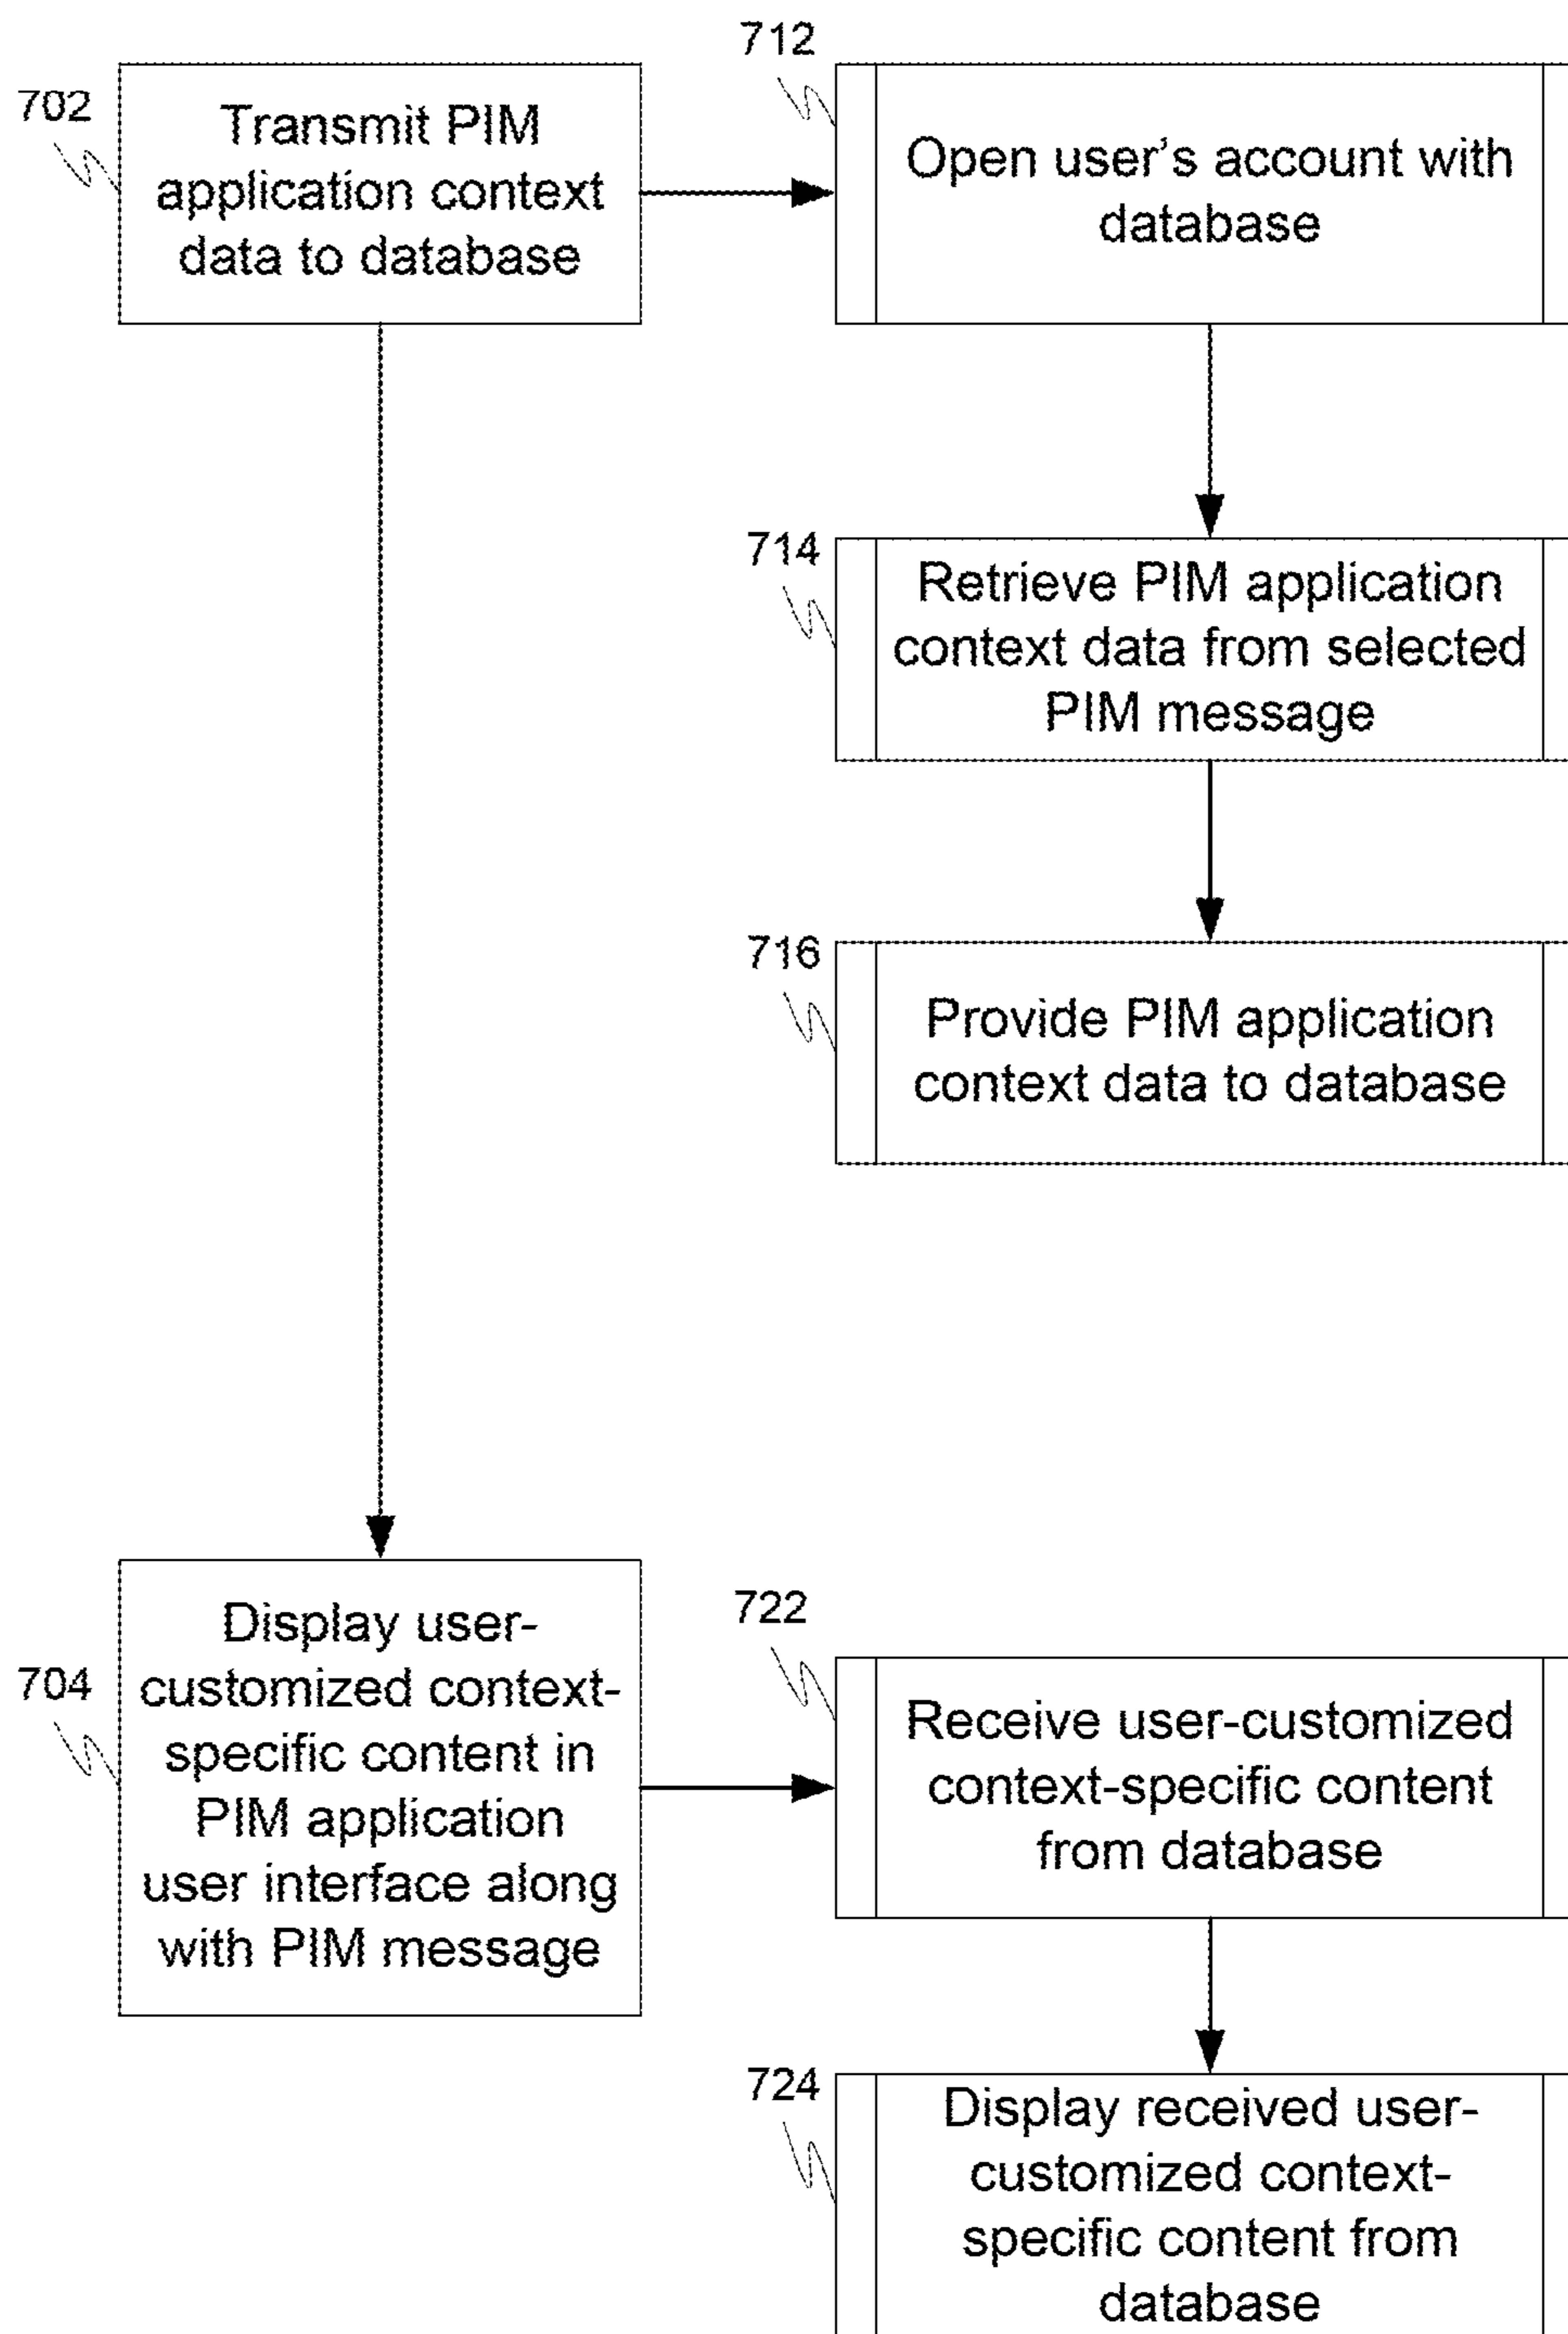 712
702
Transmit PIM
application context
data to database
Open user's account with
database
714
Retrieve PIM application
context data from selected
PIM message
716
Provide PIM application
context data to database
704
Display user-
customized context-
specific content in
PIM application
user interface along
with PIM message
722
Receive user-customized
context-specific content
from database
724
Display received user-
customized context-
specific content from
database